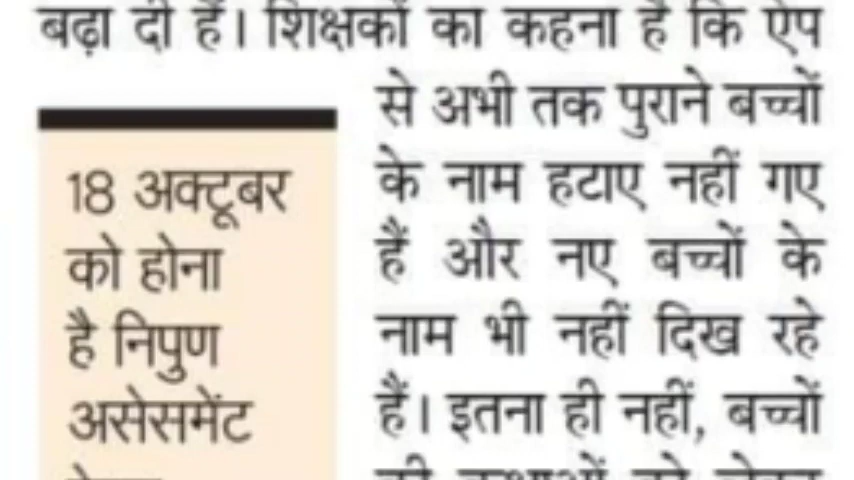 बढ़ा दी हैं। शिक्षकों का कहना है कि ऐप
से अभी तक पुराने बच्चों
के नाम हटाए नहीं गए
हैं और नए बच्चों के
नाम भी नहीं दिख रहे
हैं। इतना ही नहीं, बच्चों
18 अक्टूबर
को होना
है निपुण
असेसमेंट